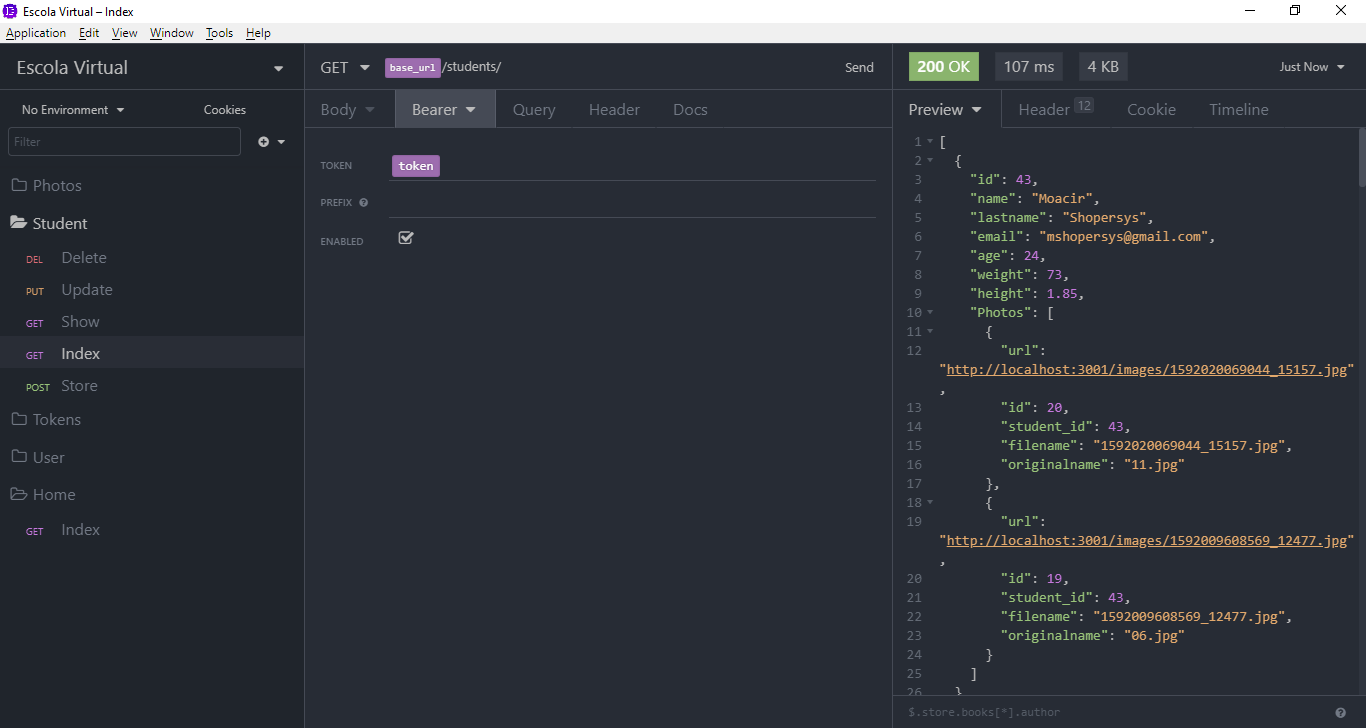 Escola Virtual – Index
Application Edit View Window Tools Help
Escola Virtual
No Environment Cookies
Filter
Photos
Student
DEL Delete
PUT Update
GET Show
GET Index
POST Store
Tokens
User
Home
GET Index
GET base_url/students/ Send
Body Bearer Query Header Docs
TOKEN token
PREFIX
ENABLED
200 OK 107 ms 4 KB Just Now
Preview Header 12 Cookie Timeline
1 [
2 {
3 "id": 43,
4 "name": "Moacir",
5 "lastname": "Shopersys",
6 "email": "mshopersys@gmail.com",
7 "age": 24,
8 "weight": 73,
9 "height": 1.85,
10 "Photos": [
11 {
12 "url":
"http://localhost:3001/images/1592020069044_15157.jpg"
,
13 "id": 20,
14 "student_id": 43,
15 "filename": "1592020069044_15157.jpg",
16 "originalname": "11.jpg"
17 },
18 {
19 "url":
"http://localhost:3001/images/1592009608569_12477.jpg"
,
20 "id": 19,
21 "student_id": 43,
22 "filename": "1592009608569_12477.jpg",
23 "originalname": "06.jpg"
24 }
25 ]
26 }
$.store.books[*].author